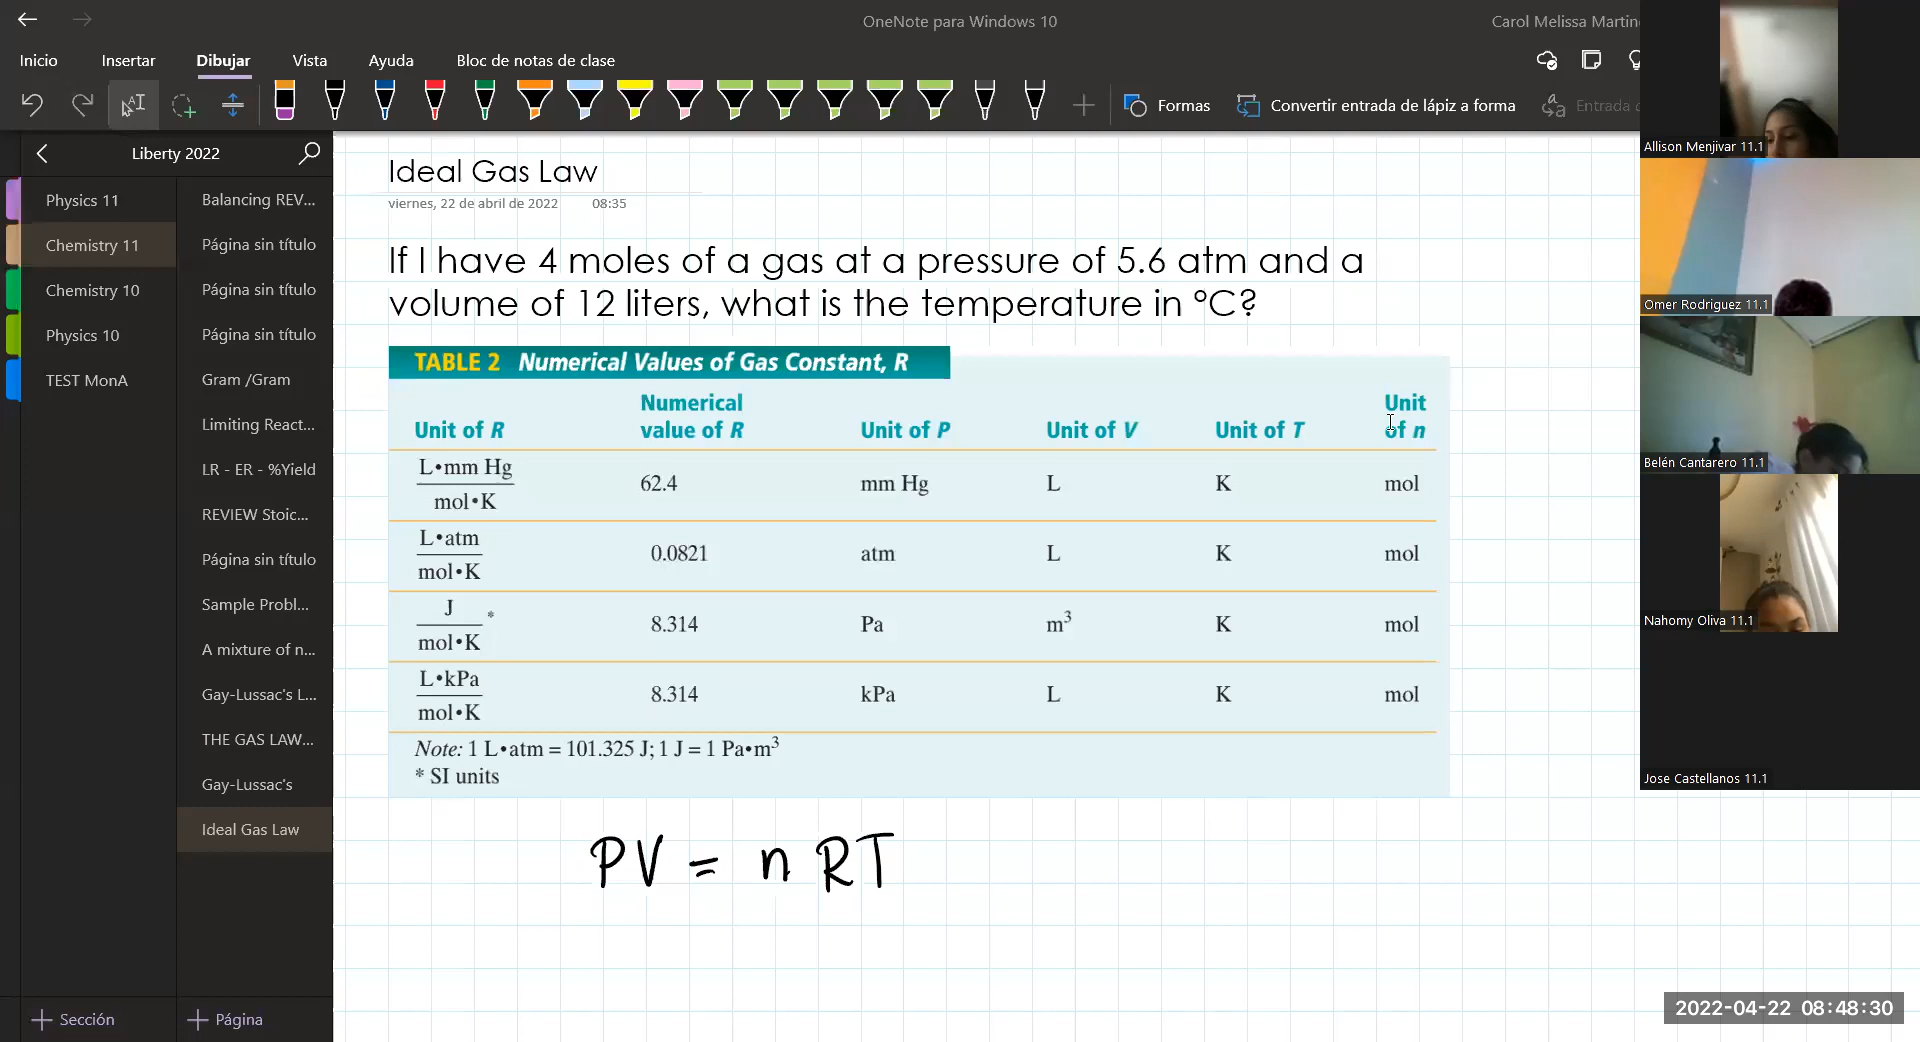 OneNote para Windows 10
Carol Melissa Martin
Inicio
Insertar
Dibujar
Vista
Ayuda
Bloc de notas de clase
Formas
Convertir entrada de lápiz a forma
Entrada
Liberty 2022
Physics 11
Chemistry 11
Chemistry 10
Physics 10
TEST MonA
Balancing REV...
Página sin título
Página sin título
Página sin título
Gram /Gram
Limiting React...
LR - ER - %Yield
REVIEW Stoic...
Página sin título
Sample Probl...
A mixture of n...
Gay-Lussac's L...
THE GAS LAW...
Gay-Lussac's
Ideal Gas Law
Sección
Página
Ideal Gas Law
viernes, 22 de abril de 2022 08:35
If I have 4 moles of a gas at a pressure of 5.6 atm and a
volume of 12 liters, what is the temperature in °C?
TABLE 2 Numerical Values of Gas Constant, R
Unit of R Numerical value of R Unit of P Unit of V Unit of T Unit of n
L•mm Hg / mol•K 62.4 mm Hg L K mol
L•atm / mol•K 0.0821 atm L K mol
J / mol•K * 8.314 Pa m³ K mol
L•kPa / mol•K 8.314 kPa L K mol
Note: 1 L•atm = 101.325 J; 1 J = 1 Pa•m³
* SI units
PV = n RT
Allison Menjivar 11.1
Omer Rodriguez 11.1
Belén Cantarero 11.1
Nahomy Oliva 11.1
Jose Castellanos 11.1
2022-04-22 08:48:30